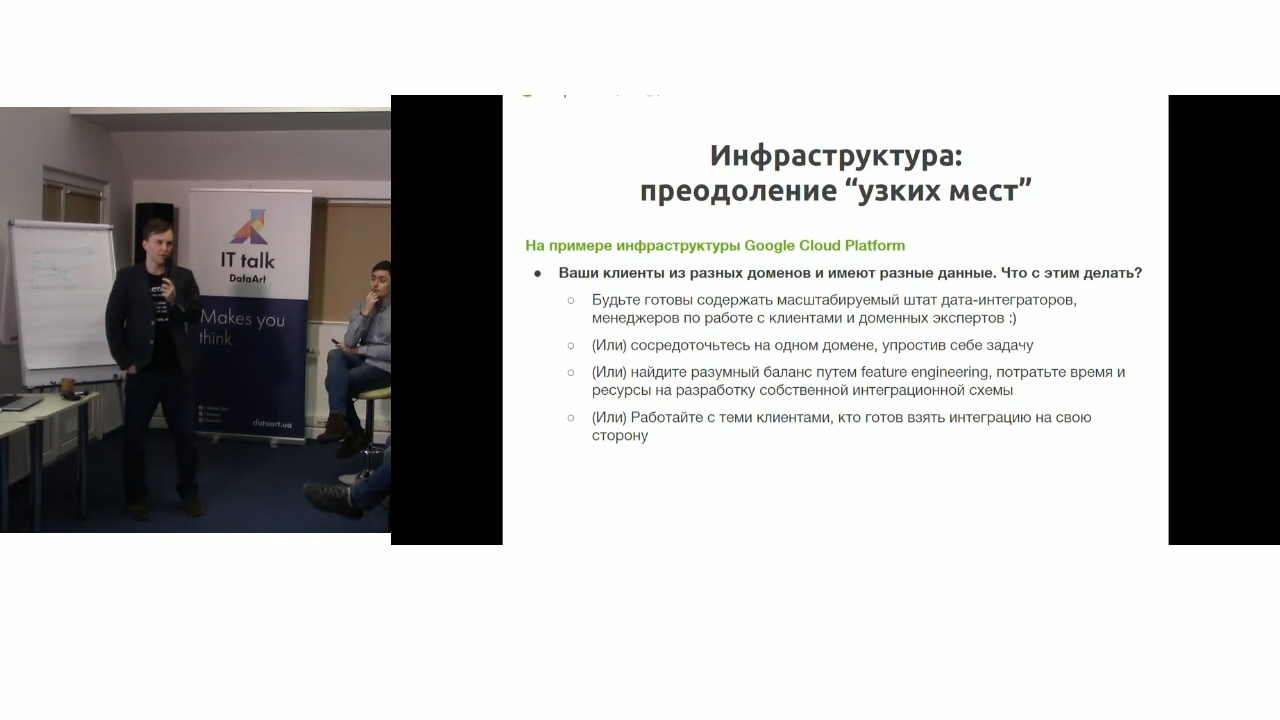 IT talk
DataArt
Makes you
think
dataart.ua
Инфраструктура:
преодоление “узких мест”
На примере инфраструктуры Google Cloud Platform
● Ваши клиенты из разных доменов и имеют разные данные. Что с этим делать?
○ Будьте готовы содержать масштабируемый штат дата-интеграторов,
менеджеров по работе с клиентами и доменных экспертов :)
○ (Или) сосредоточьтесь на одном домене, упростив себе задачу
○ (Или) найдите разумный баланс путем feature engineering, потратьте время и
ресурсы на разработку собственной интеграционной схемы
○ (Или) Работайте с теми клиентами, кто готов взять интеграцию на свою
сторону